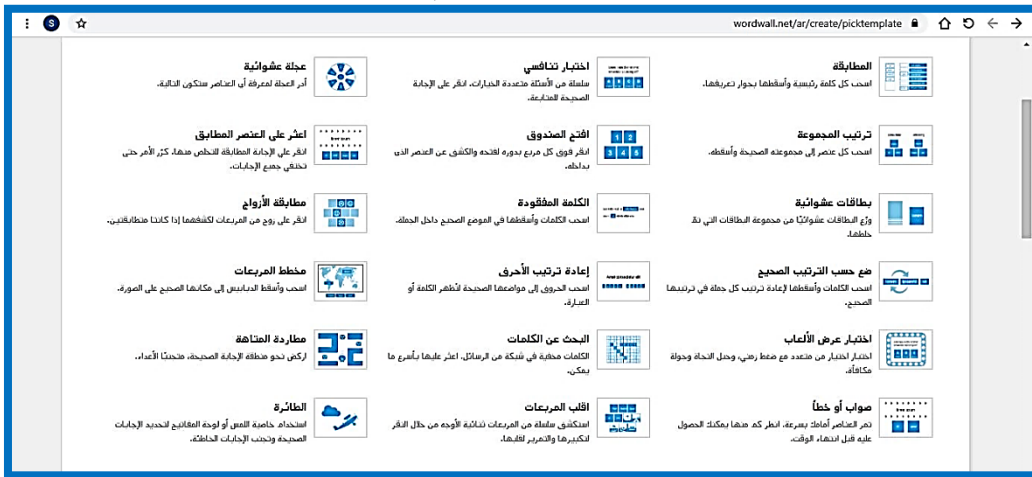 S
wordwall.net/ar/create/picktemplate
المطابقة
اسحب كل كلمة رئيسية وأسقطها بجوار تعريفها.
اختبار تنافسي
سلسلة من الأسئلة متعددة الخيارات، انقر على الإجابة
الصحيحة للمتابعة.
عجلة عشوائية
أدر العجلة لمعرفة أي العناصر ستكون التالية.
ترتيب المجموعة
اسحب كل عنصر إلى مجموعته الصحيحة وأسقطه.
افتح الصندوق
انقر فوق كل مربع بدوره لفتحه والكشف عن العنصر الذي
بداخله.
اعثر على العنصر المطابق
انقر على الإجابة المطابقة للتخلص منها. كرّر الأمر حتى
تختفي جميع الإجابات.
بطاقات عشوائية
وزّع البطاقات عشوائيًا من مجموعة البطاقات التي تمّ
خلطها.
الكلمة المفقودة
اسحب الكلمات وأسقطها في الموضع الصحيح داخل الجملة.
مطابقة الأزواج
انقر على زوج من المربعات لكشفهما إذا كانتا متطابقتين.
ضع حسب الترتيب الصحيح
اسحب الكلمات وأسقطها لإعادة ترتيب كل جملة في ترتيبها
الصحيح.
إعادة ترتيب الأحرف
اسحب الحروف إلى مواضعها الصحيحة لتُظهر الكلمة أو
العبارة.
مخطط المربعات
اسحب وأسقط الدبابيس إلى مكانها الصحيح على الصورة.
اختبار عرض الألعاب
اختبار اختيار من متعدد مع ضغط زمني، وحبل النجاة وجولة
مكافأة.
البحث عن الكلمات
الكلمات مخفية في شبكة من الرسائل. اعثر عليها بأسرع ما
يمكن.
مطاردة المتاهة
اركض نحو منطقة الإجابة الصحيحة، متجنبًا الأعداء.
صواب أو خطأ
تمر العناصر أمامك بسرعة. انظر كم منها يمكنك الحصول
عليه قبل انتهاء الوقت.
1 2
3 4 5
اقلب المربعات
استكشف سلسلة من المربعات ثنائية الأوجه من خلال النقر
لتكبيرها والتمرير لقلبها.
الطائرة
استخدام خاصية اللمس أو لوحة المفاتيح لتحديد الإجابات
الصحيحة وتجنب الإجابات الخاطئة.